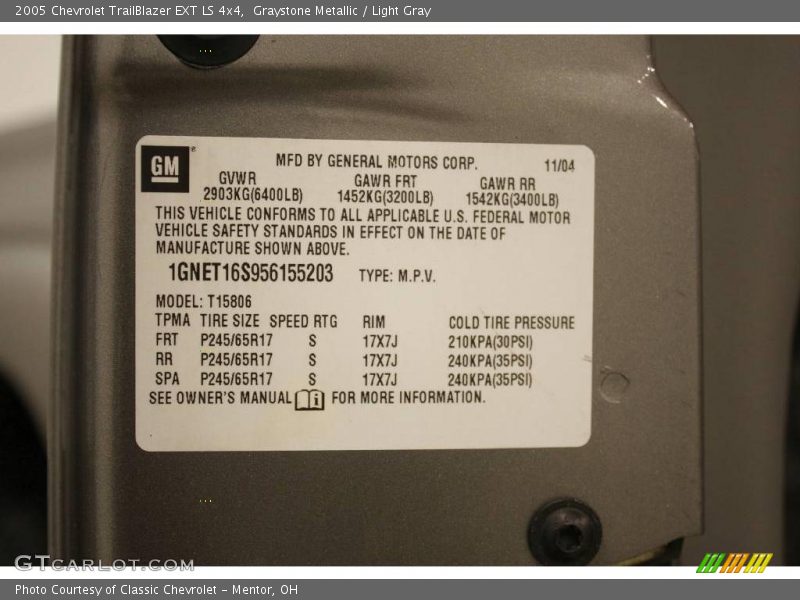 2005 Chevrolet TrailBlazer EXT LS 4x4, Graystone Metallic / Light Gray
GM
MFD BY GENERAL MOTORS CORP. 11/04
GVWR GAWR FRT GAWR RR
2903KG(6400LB) 1452KG(3200LB) 1542KG(3400LB)
THIS VEHICLE CONFORMS TO ALL APPLICABLE U.S. FEDERAL MOTOR
VEHICLE SAFETY STANDARDS IN EFFECT ON THE DATE OF
MANUFACTURE SHOWN ABOVE.
1GNET16S956155203 TYPE: M.P.V.
MODEL: T15806
TPMA TIRE SIZE SPEED RTG RIM COLD TIRE PRESSURE
FRT P245/65R17 S 17X7J 210KPA(30PSI)
RR P245/65R17 S 17X7J 240KPA(35PSI)
SPA P245/65R17 S 17X7J 240KPA(35PSI)
SEE OWNER'S MANUAL i FOR MORE INFORMATION.
GTCARLOT.COM
Photo Courtesy of Classic Chevrolet - Mentor, OH